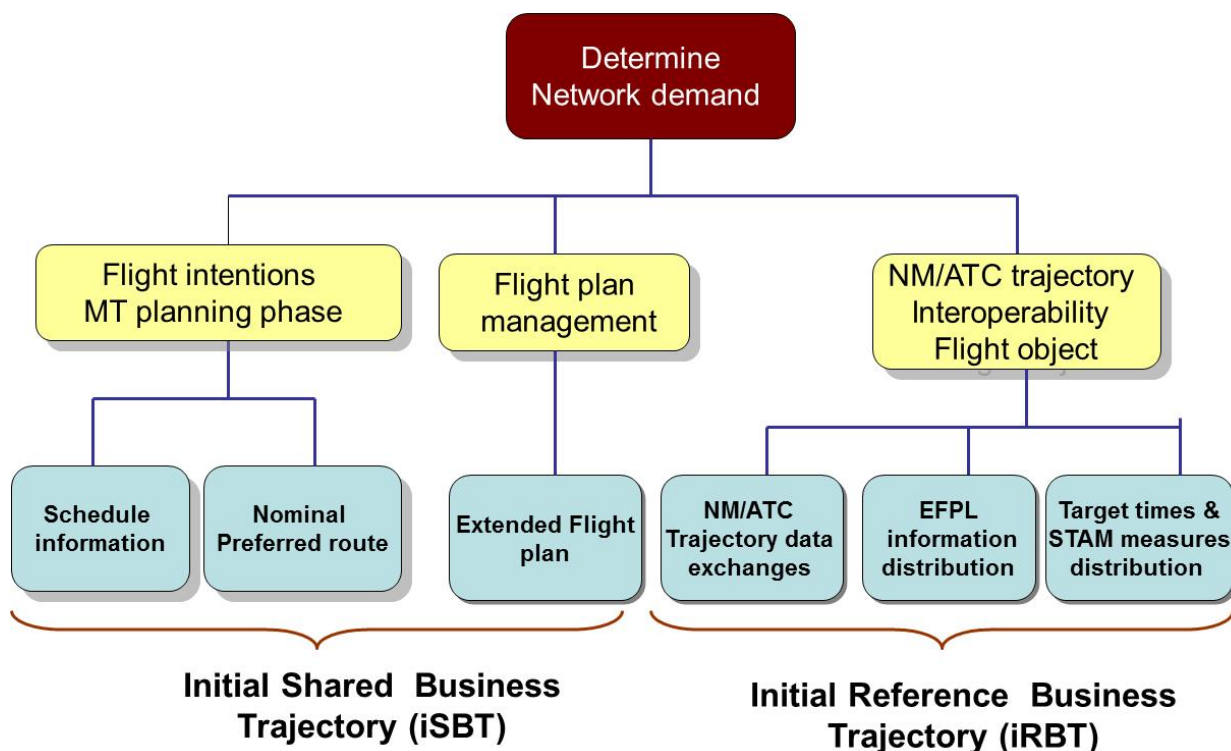 Determine
Network demand
Flight intentions
MT planning phase
Flight plan
management
NM/ATC trajectory
Interoperability
Flight object
Schedule
information
Nominal
Preferred route
Extended Flight
plan
NM/ATC
Trajectory data
exchanges
EFPL
information
distribution
Target times &
STAM measures
distribution
Initial Shared Business
Trajectory (iSBT)
Initial Reference Business
Trajectory (iRBT)